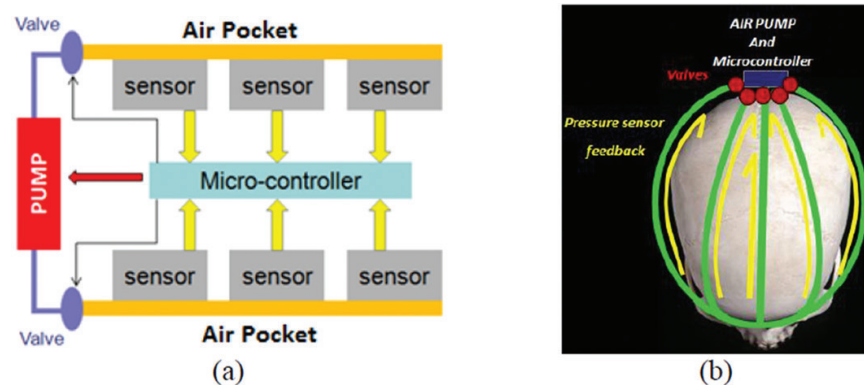 Valve
Air Pocket
sensor sensor sensor
PUMP
Micro-controller
sensor sensor sensor
Air Pocket
Valve
(a)
AIR PUMP
And
Microcontroller
Valves
Pressure sensor
feedback
(b)